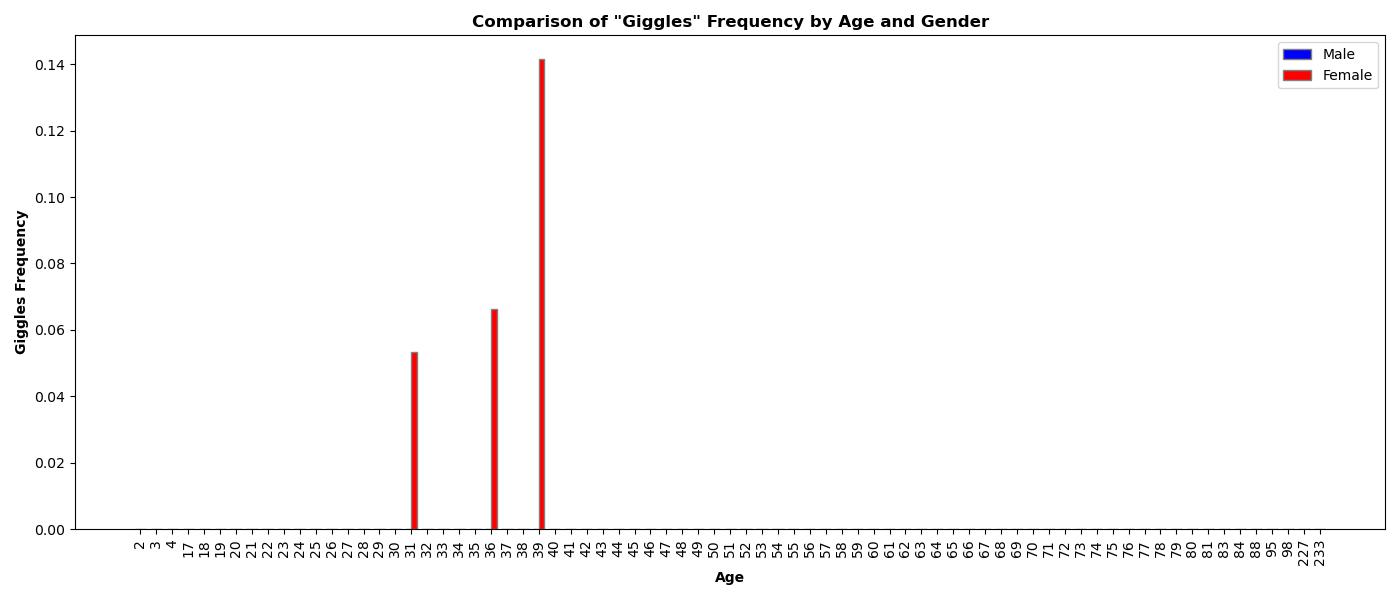 Comparison of "Giggles" Frequency by Age and Gender
Male
Female
Giggles Frequency
0.14
0.12
0.10
0.08
0.06
0.04
0.02
0.00
2 3 4 17 18 19 20 21 22 23 24 25 26 27 28 29 30 31 32 33 34 35 36 37 38 39 40 41 42 43 44 45 46 47 48 49 50 51 52 53 54 55 56 57 58 59 60 61 62 63 64 65 66 67 68 69 70 71 72 73 74 75 76 77 78 79 80 81 83 84 88 95 98 227 233
Age